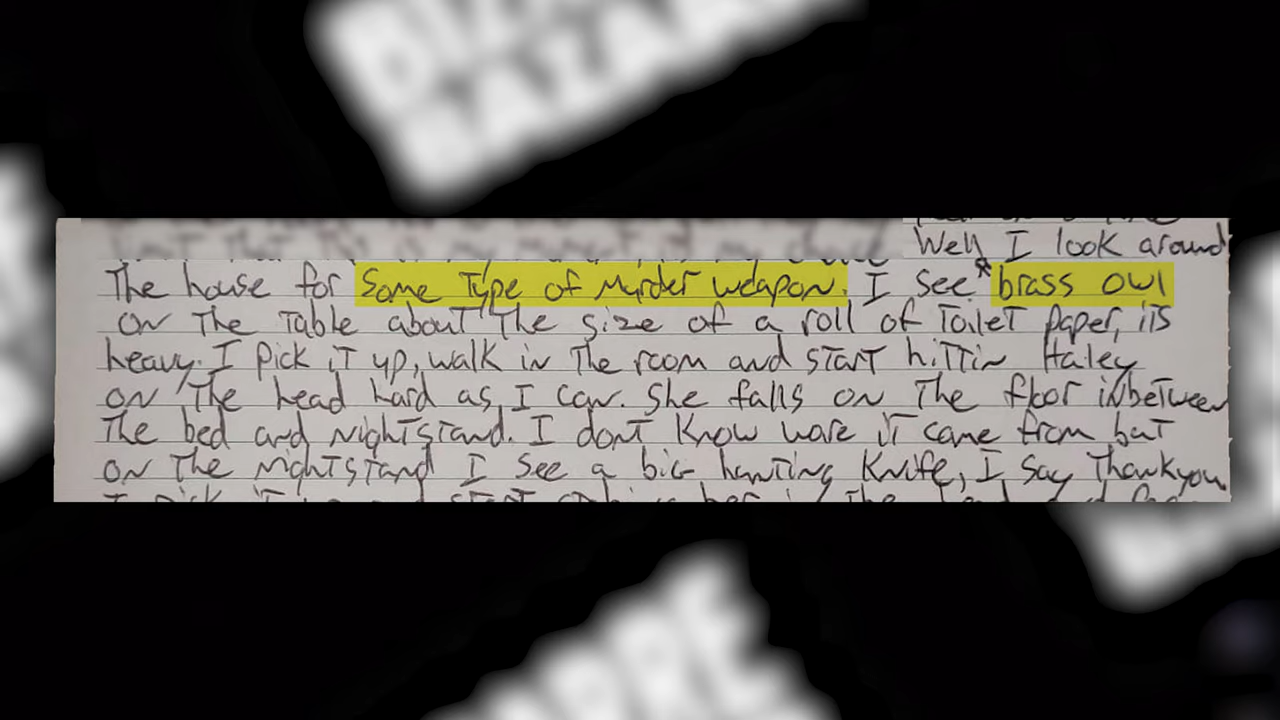 Well I look around
The house for Some Type of Murder weapon. I see * brass owl
on The Table about The size of a roll of Toilet paper, its
heavy. I pick iT up, walk in The room and start hittin Haley
on The head hard as I can. She falls on The floor inbetween
The bed and nightstand. I dont Know ware iT came from but
on The nightstand I see a big hunting Knife, I say Thankyou